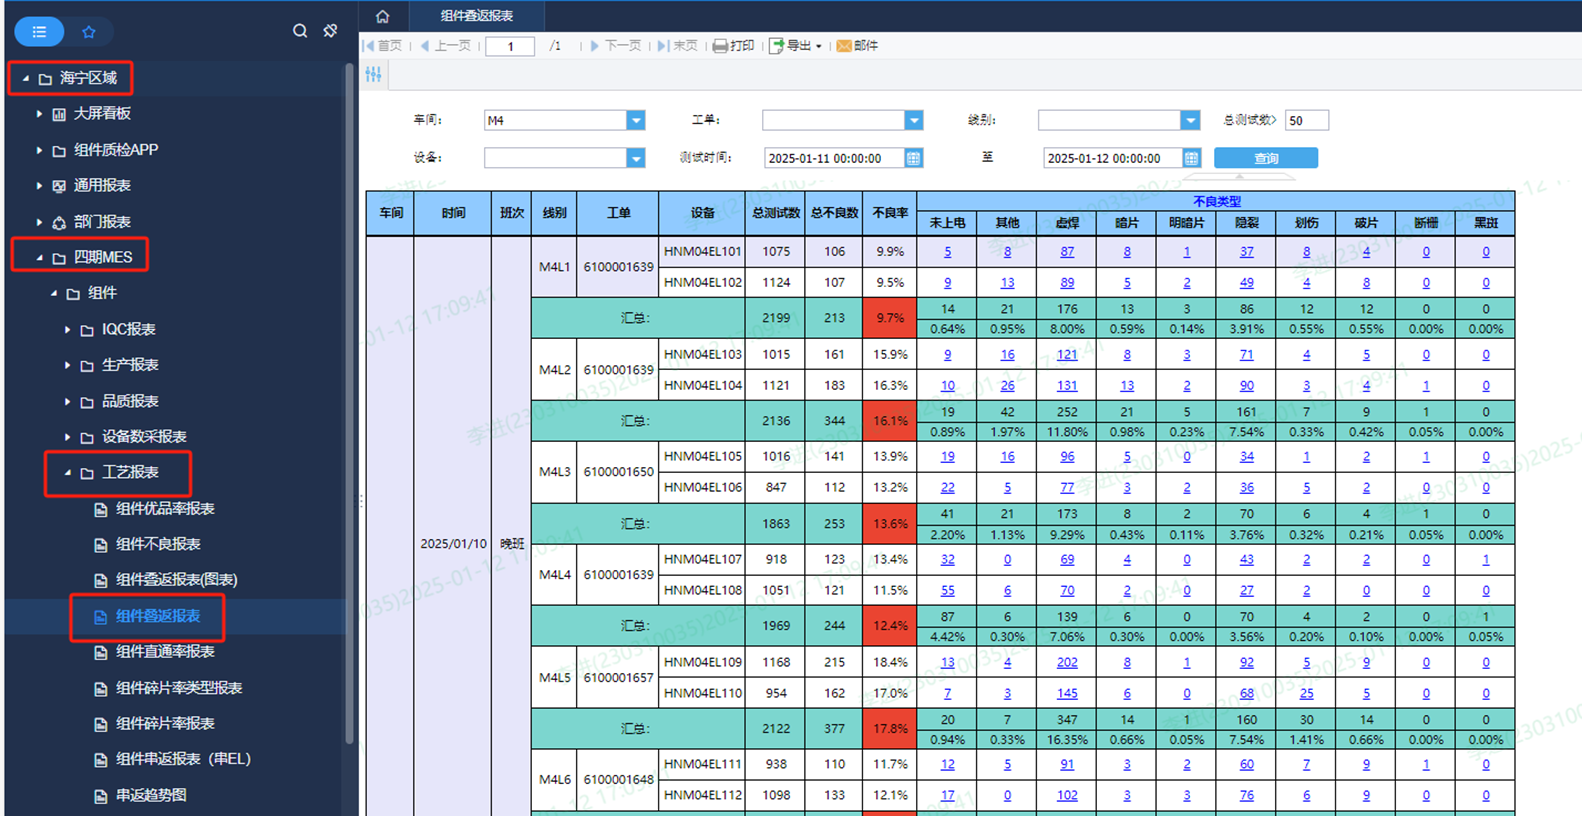 组件叠返报表
首页 上一页 1 /1 下一页 末页 打印 导出 邮件
海宁区域
大屏看板
组件质检APP
通用报表
部门报表
四期MES
组件
IQC报表
生产报表
品质报表
设备数采报表
工艺报表
组件优品率报表
组件不良报表
组件叠返报表(图表)
组件叠返报表
组件直通率报表
组件碎片率类型报表
组件碎片率报表
组件串返报表（串EL）
串返趋势图
车间: M4 工单: 线别: 总测试数> 50
设备: 测试时间: 2025-01-11 00:00:00 至 2025-01-12 00:00:00 查询
车间 时间 班次 线别 工单 设备 总测试数 总不良数 不良率 不良类型
未上电 其他 虚焊 暗片 明暗片 隐裂 划伤 破片 断栅 黑斑
2025/01/10 晚班
M4L1 6100001639 HNM04EL101 1075 106 9.9% 5 8 87 8 1 37 8 4 0 0
HNM04EL102 1124 107 9.5% 9 13 89 5 2 49 4 8 0 0
汇总: 2199 213 9.7% 14 21 176 13 3 86 12 12 0 0
0.64% 0.95% 8.00% 0.59% 0.14% 3.91% 0.55% 0.55% 0.00% 0.00%
M4L2 6100001639 HNM04EL103 1015 161 15.9% 9 16 121 8 3 71 4 5 0 0
HNM04EL104 1121 183 16.3% 10 26 131 13 2 90 3 4 1 0
汇总: 2136 344 16.1% 19 42 252 21 5 161 7 9 1 0
0.89% 1.97% 11.80% 0.98% 0.23% 7.54% 0.33% 0.42% 0.05% 0.00%
M4L3 6100001650 HNM04EL105 1016 141 13.9% 19 16 96 5 0 34 1 2 1 0
HNM04EL106 847 112 13.2% 22 5 77 3 2 36 5 2 0 0
汇总: 1863 253 13.6% 41 21 173 8 2 70 6 4 1 0
2.20% 1.13% 9.29% 0.43% 0.11% 3.76% 0.32% 0.21% 0.05% 0.00%
M4L4 6100001639 HNM04EL107 918 123 13.4% 32 0 69 4 0 43 2 2 0 1
HNM04EL108 1051 121 11.5% 55 6 70 2 0 27 2 0 0 0
汇总: 1969 244 12.4% 87 6 139 6 0 70 4 2 0 1
4.42% 0.30% 7.06% 0.30% 0.00% 3.56% 0.20% 0.10% 0.00% 0.05%
M4L5 6100001657 HNM04EL109 1168 215 18.4% 13 4 202 8 1 92 5 9 0 0
HNM04EL110 954 162 17.0% 7 3 145 6 0 68 25 5 0 0
汇总: 2122 377 17.8% 20 7 347 14 1 160 30 14 0 0
0.94% 0.33% 16.35% 0.66% 0.05% 7.54% 1.41% 0.66% 0.00% 0.00%
M4L6 6100001648 HNM04EL111 938 110 11.7% 12 5 91 3 2 60 7 9 1 0
HNM04EL112 1098 133 12.1% 17 0 102 3 3 76 6 9 0 0